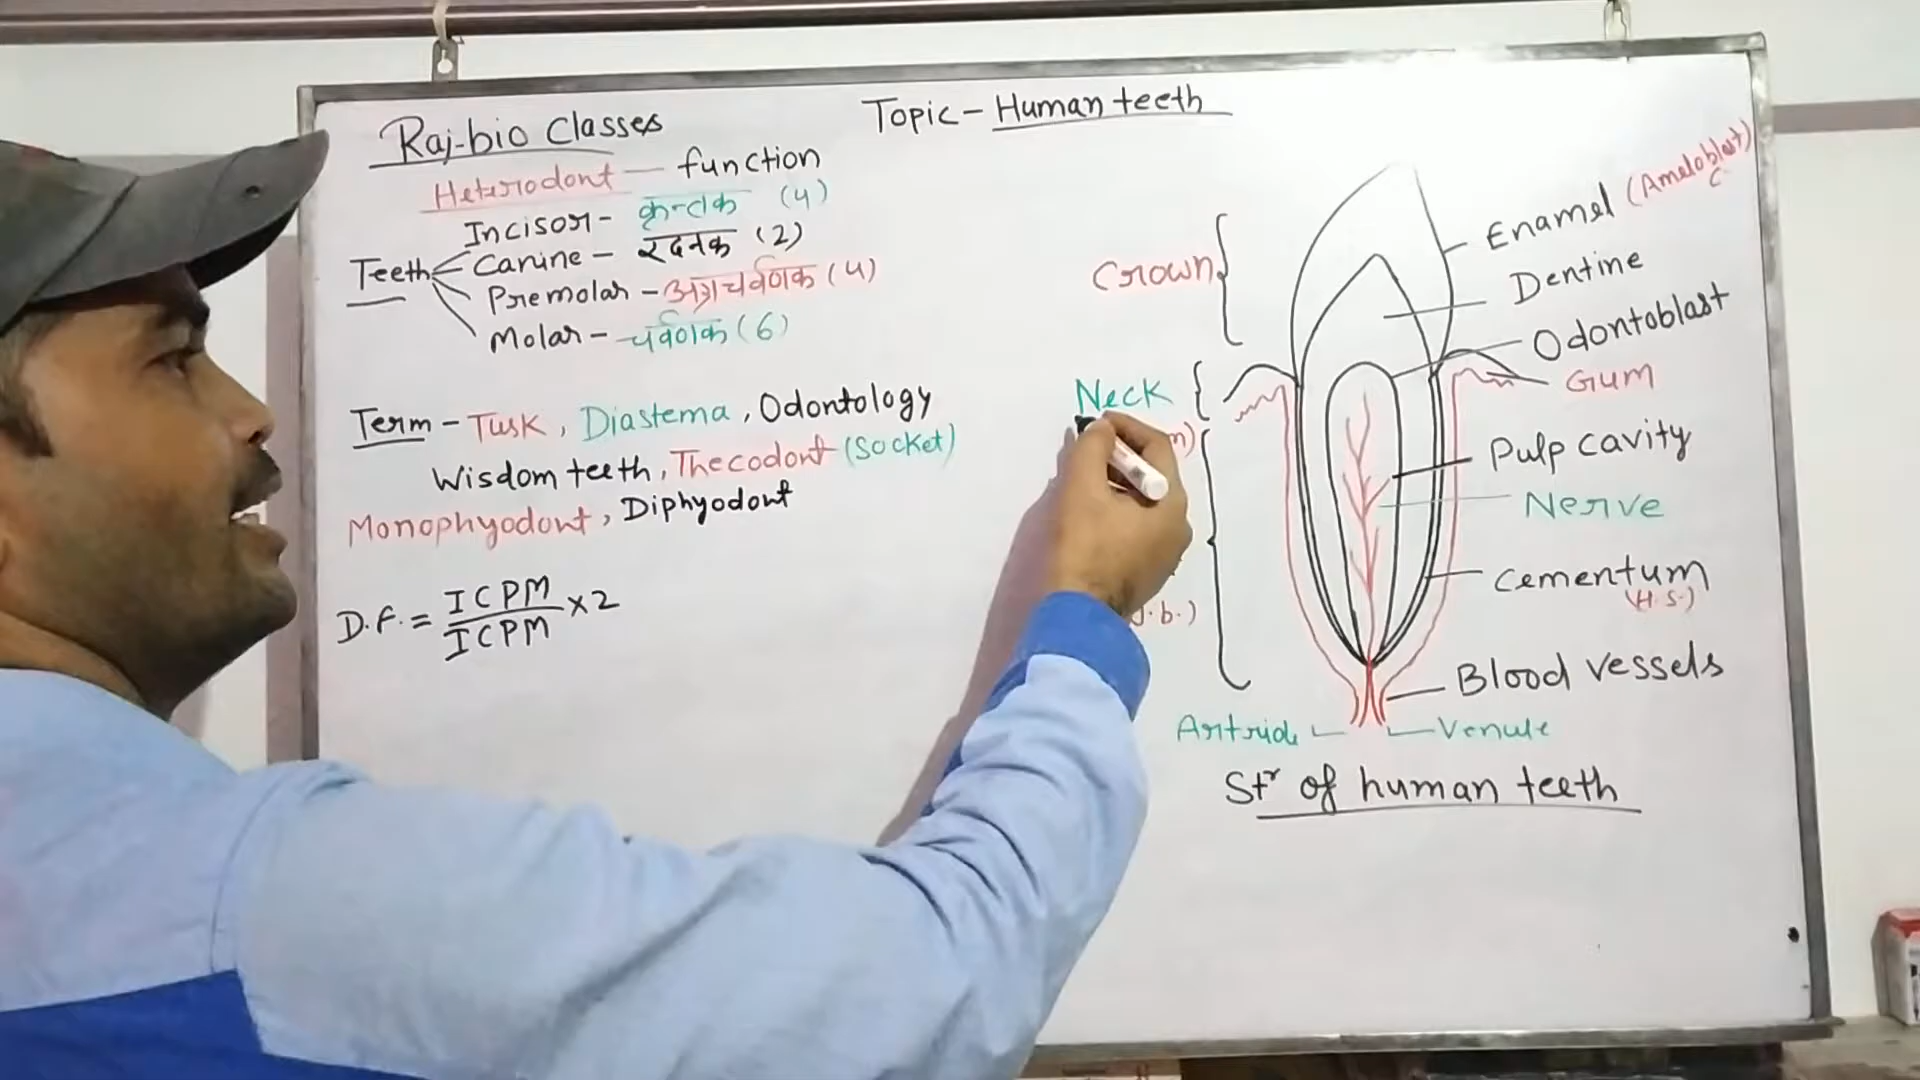 Raj-bio Classes
Topic - Human teeth
Heterodont — function
Teeth
Incisor - कृन्तक (4)
Canine - रदनक (2)
Premolar - अग्रचर्वणक (4)
Molar - चर्वणक (6)
Term - Tusk, Diastema, Odontology
Wisdom teeth, Thecodont (Socket)
Monophyodont, Diphyodont
D.F. = ICPM/ICPM ×2
Crown
Neck
m)
J.b.)
Enamel (Ameloblast)
C
Dentine
Odontoblast
Gum
Pulp cavity
Nerve
Cementum
(H.S.)
Blood vessels
Artriole
Venule
Str of human teeth